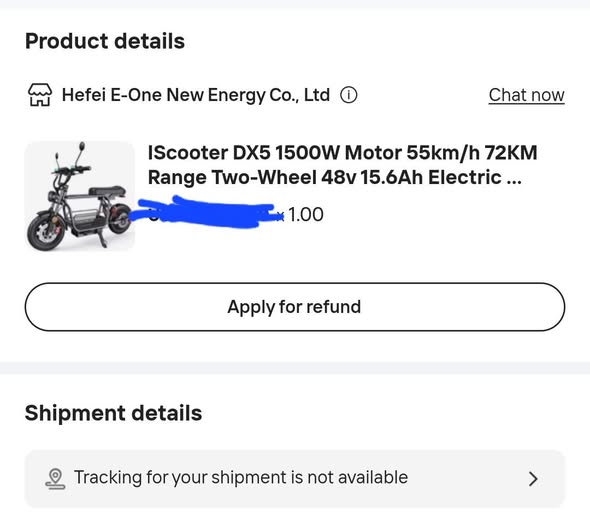 Product details
Hefei E-One New Energy Co., Ltd
Chat now
IScooter DX5 1500W Motor 55km/h 72KM
Range Two-Wheel 48v 15.6Ah Electric ...
x 1.00
Apply for refund
Shipment details
Tracking for your shipment is not available